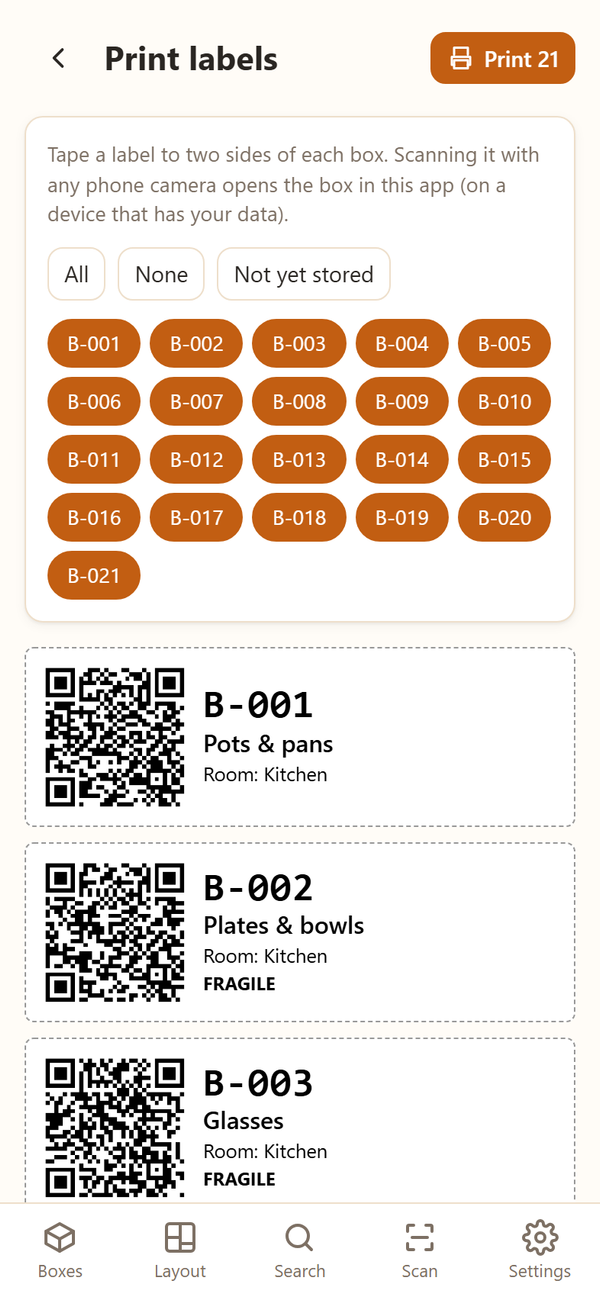 Print labels
Print 21
Tape a label to two sides of each box. Scanning it with
any phone camera opens the box in this app (on a
device that has your data).
All None Not yet stored
B-001 B-002 B-003 B-004 B-005
B-006 B-007 B-008 B-009 B-010
B-011 B-012 B-013 B-014 B-015
B-016 B-017 B-018 B-019 B-020
B-021
B-001
Pots & pans
Room: Kitchen
B-002
Plates & bowls
Room: Kitchen
FRAGILE
B-003
Glasses
Room: Kitchen
FRAGILE
Boxes Layout Search Scan Settings